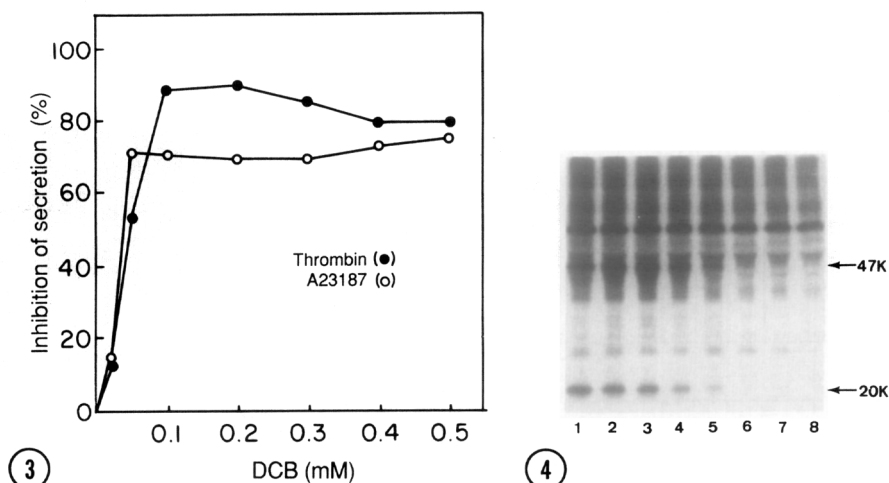 100
80
60
40
20
0
Inhibition of secretion (%)
Thrombin (●)
A23187 (○)
0.1 0.2 0.3 0.4 0.5
DCB (mM)
3
47K
20K
1 2 3 4 5 6 7 8
4